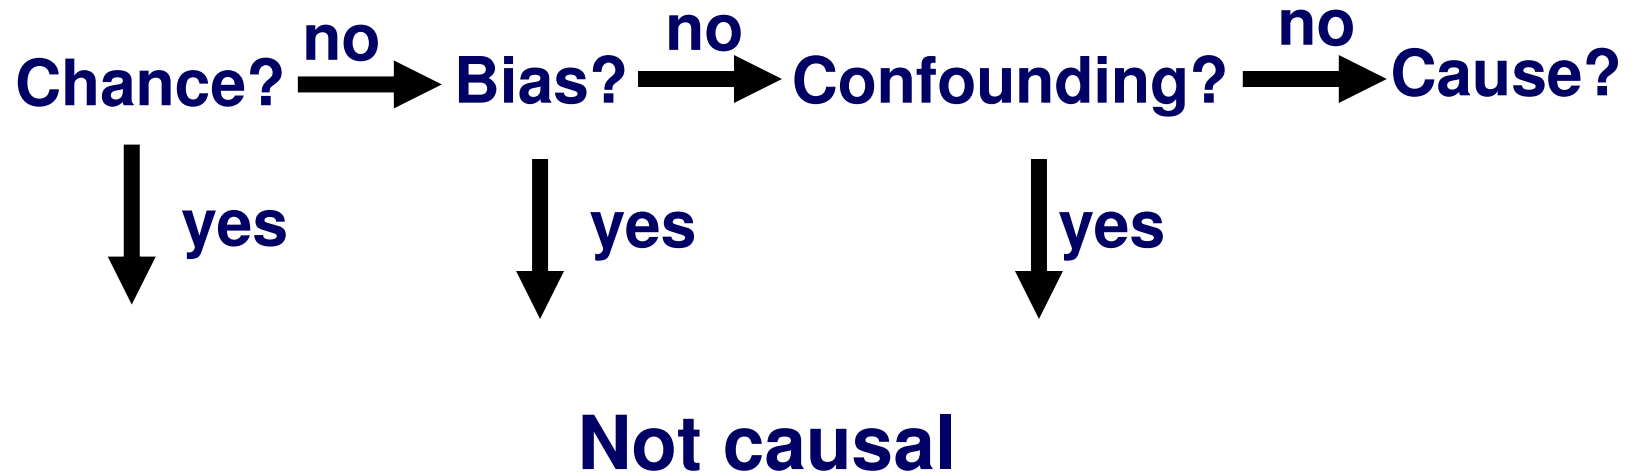 Chance? no Bias? no Confounding? no Cause?
yes yes yes
Not causal